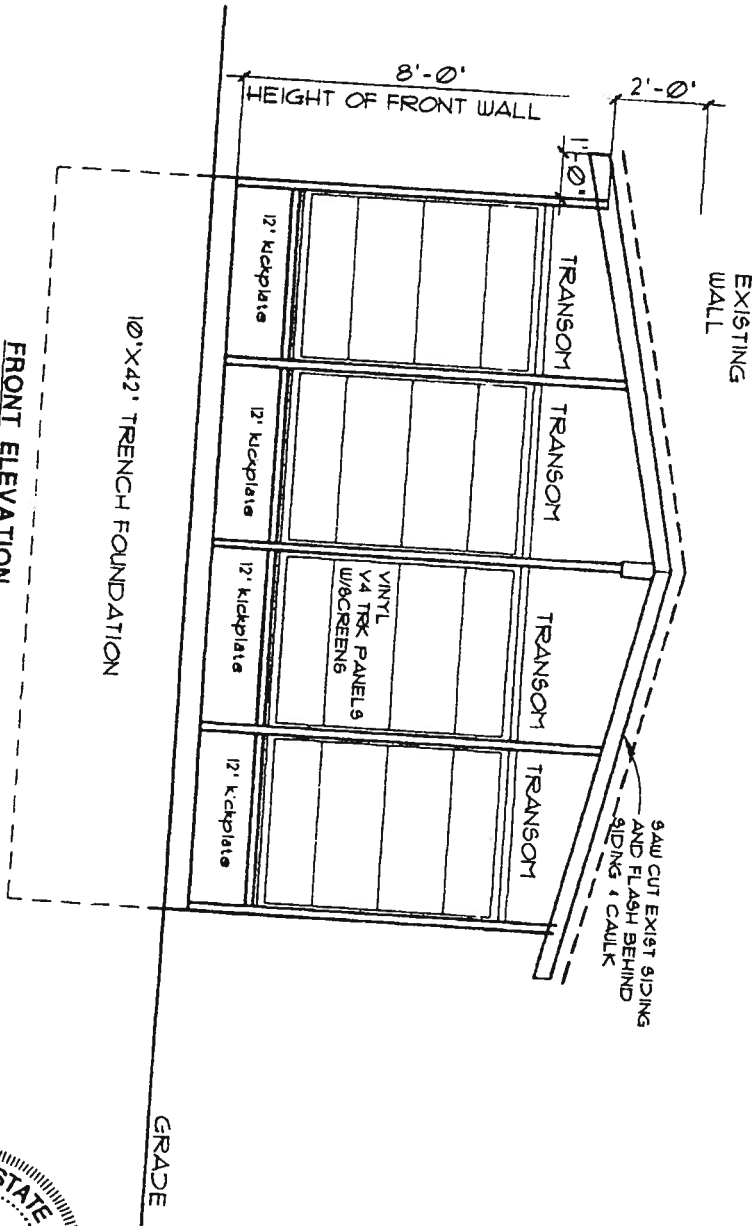 EXISTING
WALL
2'-0"
8'-0"
HEIGHT OF FRONT WALL
1'-0"
TRANSOM
TRANSOM
TRANSOM
TRANSOM
SAW CUT EXIST SIDING
AND FLASH BEHIND
SIDING & CAULK
VINYL
V4 TRK PANELS
W/SCREENS
12" kickplate
12" kickplate
12" kickplate
12" kickplate
10"X42" TRENCH FOUNDATION
GRADE
FRONT ELEVATION
STATE